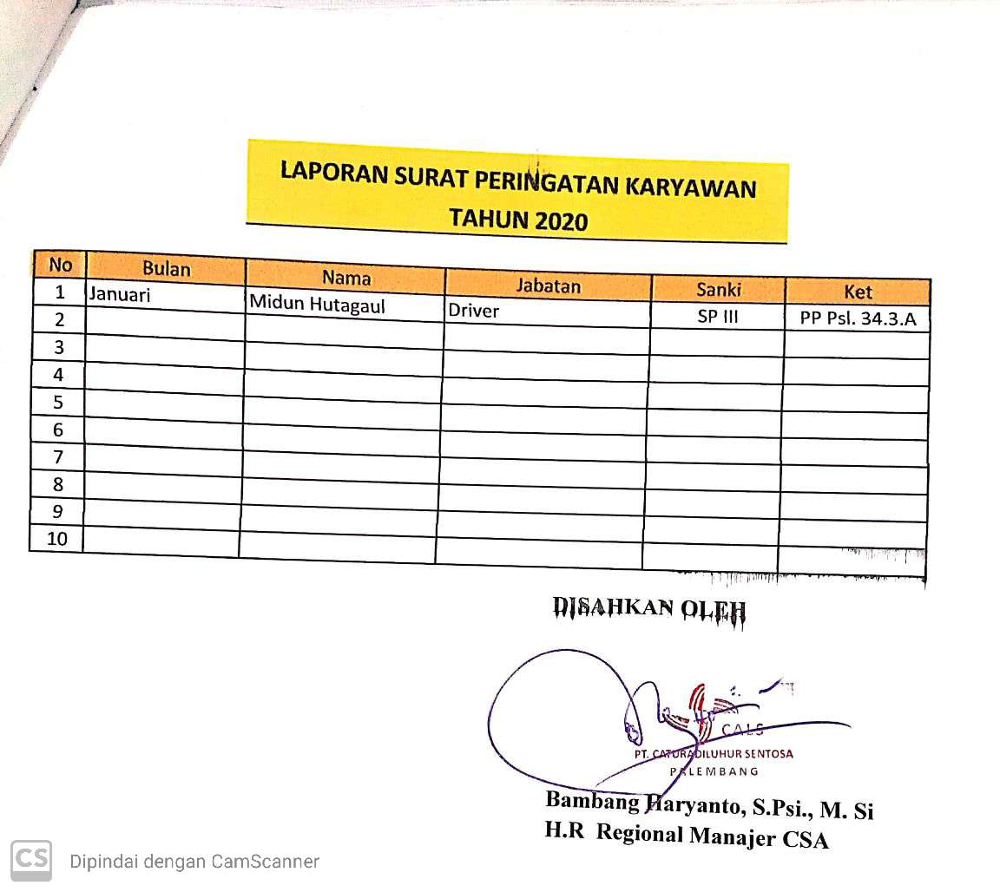 LAPORAN SURAT PERINGATAN KARYAWAN
TAHUN 2020
No Bulan Nama Jabatan Sanki Ket
1 Januari Midun Hutagaul Driver SP III PP Psl. 34.3.A
2
3
4
5
6
7
8
9
10
DISAHKAN OLEH
CALS
PT. CATURADILUHUR SENTOSA
PALEMBANG
Bambang Haryanto, S.Psi., M. Si
H.R Regional Manajer CSA
CS Dipindai dengan CamScanner